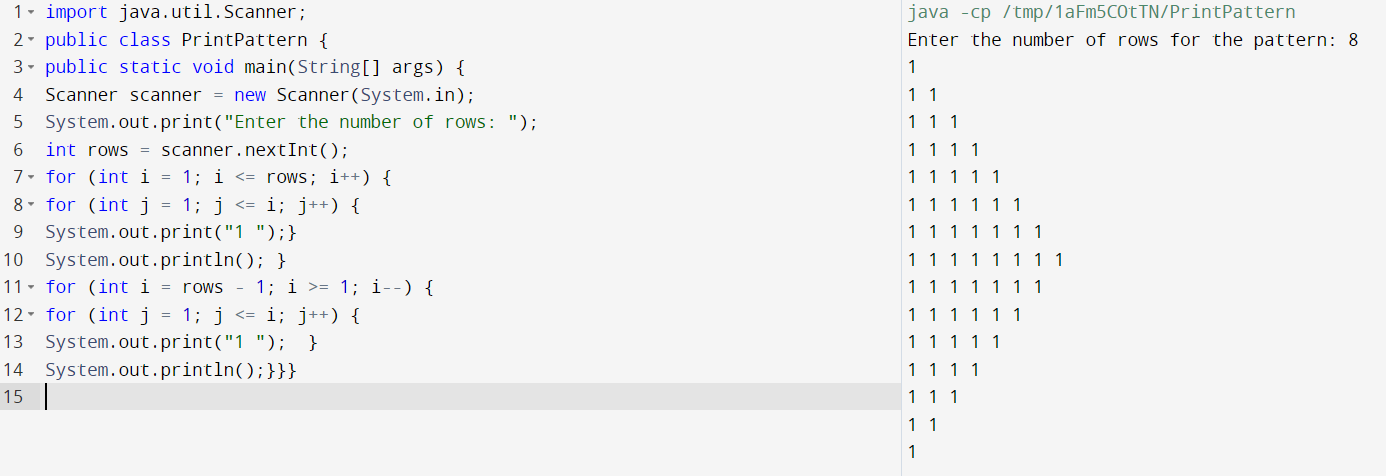 1 import java.util.Scanner;
2 public class PrintPattern {
3 public static void main(String[] args) {
4 Scanner scanner = new Scanner(System.in);
5 System.out.print("Enter the number of rows: ");
6 int rows = scanner.nextInt();
7 for (int i = 1; i <= rows; i++) {
8 for (int j = 1; j <= i; j++) {
9 System.out.print("1 ");}
10 System.out.println(); }
11 for (int i = rows - 1; i >= 1; i--) {
12 for (int j = 1; j <= i; j++) {
13 System.out.print("1 ");  }
14 System.out.println();}}}
15
java -cp /tmp/1aFm5COtTN/PrintPattern
Enter the number of rows for the pattern: 8
1
1 1
1 1 1
1 1 1 1
1 1 1 1 1
1 1 1 1 1 1
1 1 1 1 1 1 1
1 1 1 1 1 1 1 1
1 1 1 1 1 1 1
1 1 1 1 1 1
1 1 1 1 1
1 1 1 1
1 1 1
1 1
1